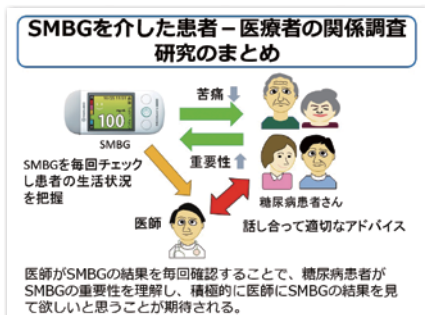 SMBGを介した患者－医療者の関係調査
研究のまとめ
苦痛
100
SMBG
重要性
SMBGを毎回チェック
し患者の生活状況
を把握
糖尿病患者さん
医師
話し合って適切なアドバイス
医師がSMBGの結果を毎回確認することで、糖尿病患者が
SMBGの重要性を理解し、積極的に医師にSMBGの結果を見
て欲しいと思うことが期待される。